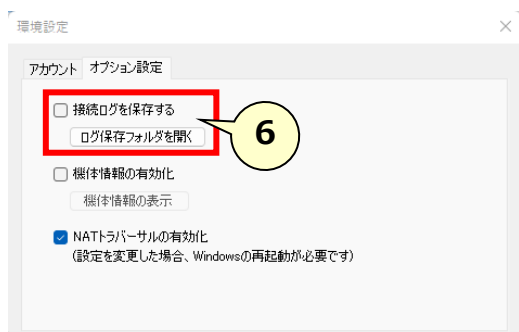 環境設定
アカウント オプション設定
接続ログを保存する
ログ保存フォルダを開く
6
機体情報の有効化
機体情報の表示
NATトラバーサルの有効化
(設定を変更した場合、Windowsの再起動が必要です)